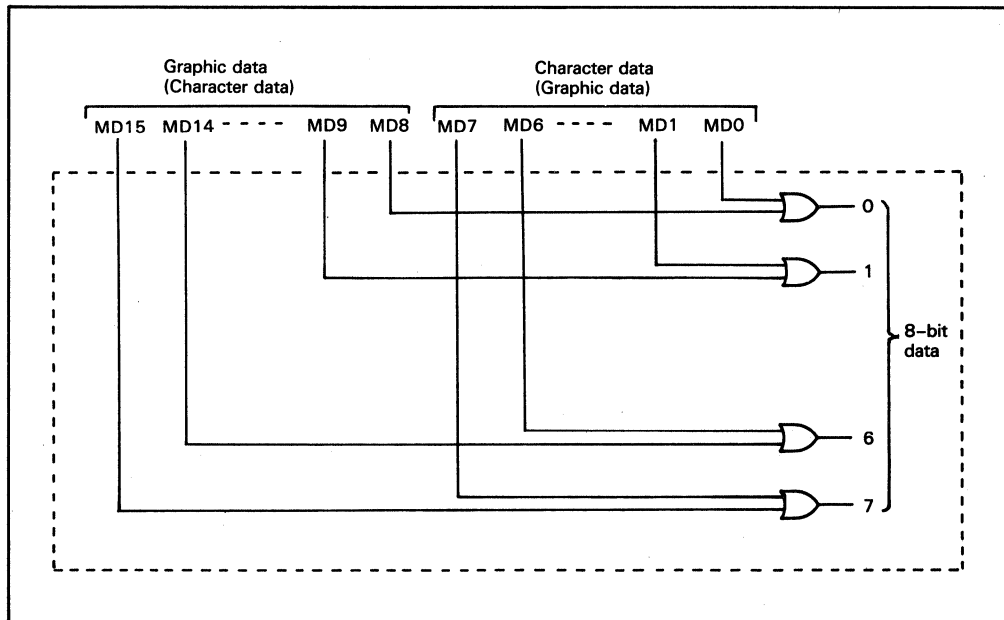 Graphic data
(Character data)
Character data
(Graphic data)
MD15 MD14 ---- MD9 MD8 MD7 MD6 ---- MD1 MD0
0
1
8-bit
data
6
7